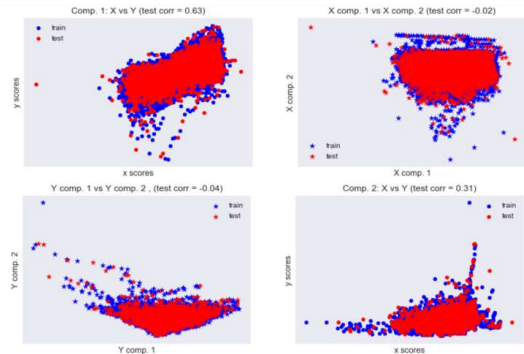 Comp. 1: X vs Y (test corr = 0.63)
train
test
y scores
x scores
X comp. 1 vs X comp. 2 (test corr = -0.02)
X comp. 2
train
test
X comp. 1
Y comp. 1 vs Y comp. 2 , (test corr = -0.04)
train
test
Y comp. 2
Y comp. 1
Comp. 2: X vs Y (test corr = 0.31)
train
test
y scores
x scores